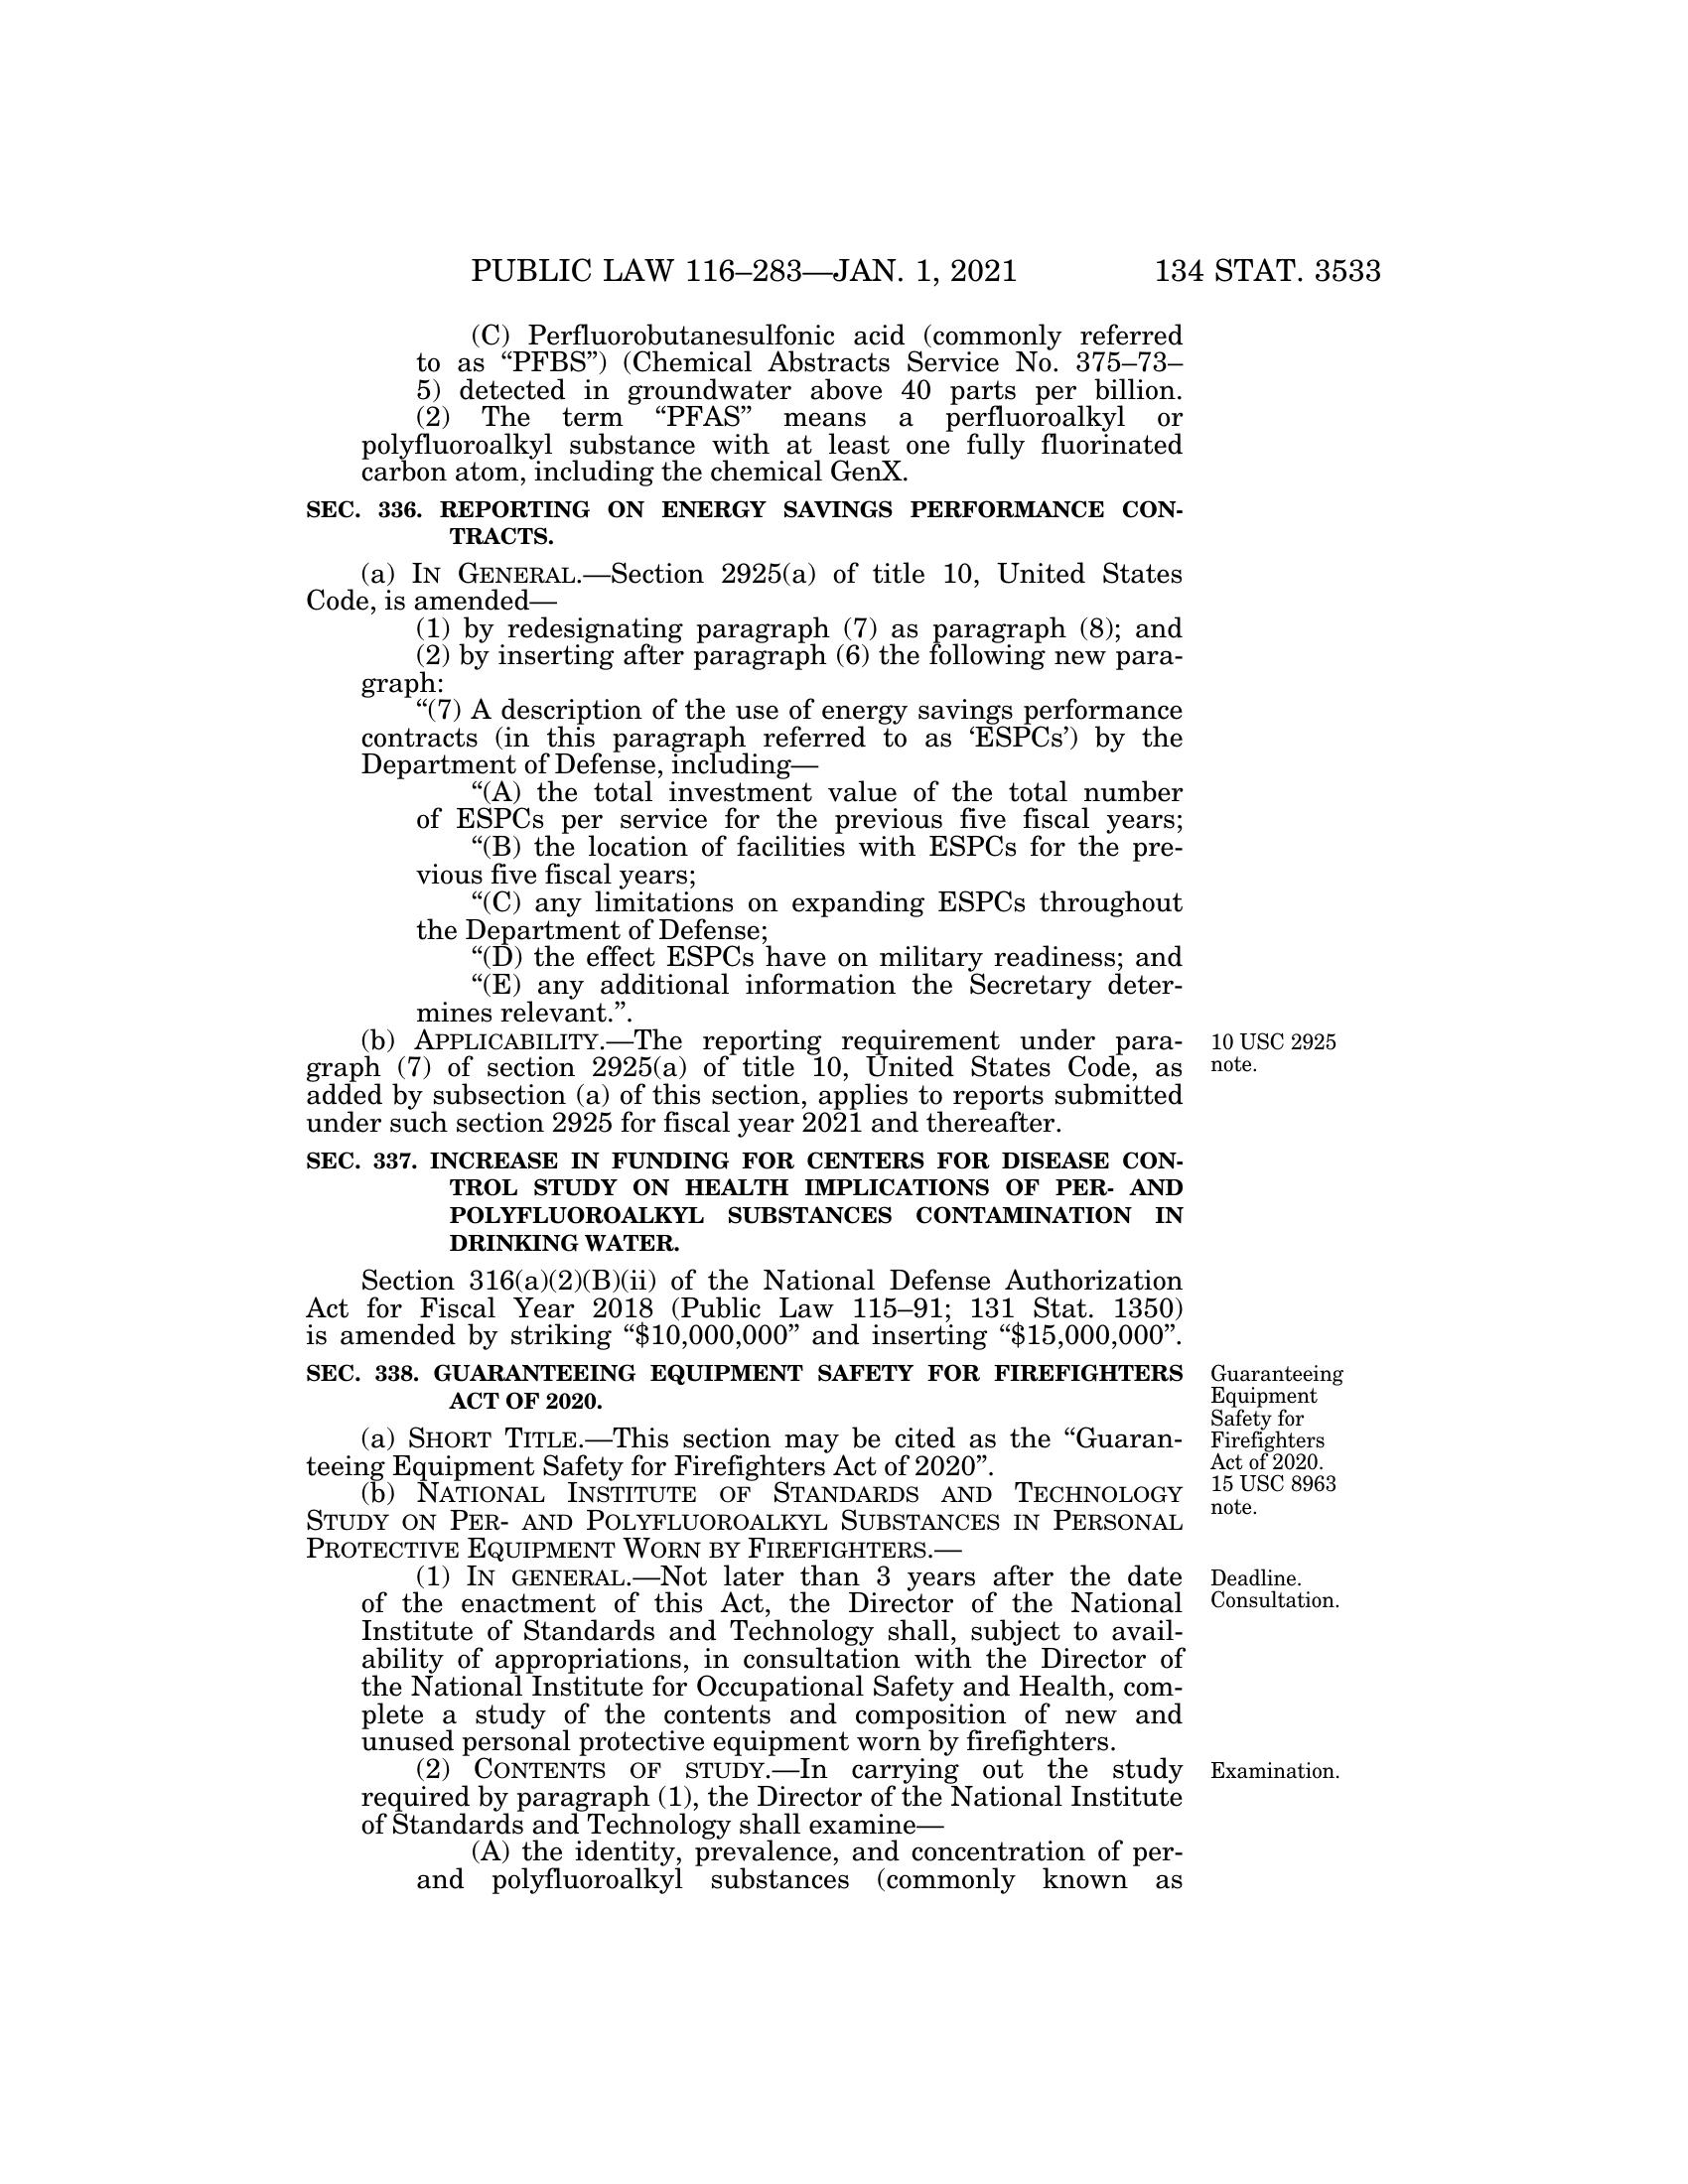 PUBLIC LAW 116–283—JAN. 1, 2021 134 STAT. 3533
(C) Perfluorobutanesulfonic acid (commonly referred
to as “PFBS”) (Chemical Abstracts Service No. 375–73–
5) detected in groundwater above 40 parts per billion.
(2) The term “PFAS” means a perfluoroalkyl or
polyfluoroalkyl substance with at least one fully fluorinated
carbon atom, including the chemical GenX.
SEC. 336. REPORTING ON ENERGY SAVINGS PERFORMANCE CON-
TRACTS.
(a) IN GENERAL.—Section 2925(a) of title 10, United States
Code, is amended—
(1) by redesignating paragraph (7) as paragraph (8); and
(2) by inserting after paragraph (6) the following new para-
graph:
“(7) A description of the use of energy savings performance
contracts (in this paragraph referred to as ‘ESPCs’) by the
Department of Defense, including—
“(A) the total investment value of the total number
of ESPCs per service for the previous five fiscal years;
“(B) the location of facilities with ESPCs for the pre-
vious five fiscal years;
“(C) any limitations on expanding ESPCs throughout
the Department of Defense;
“(D) the effect ESPCs have on military readiness; and
“(E) any additional information the Secretary deter-
mines relevant.”.
(b) APPLICABILITY.—The reporting requirement under para-
graph (7) of section 2925(a) of title 10, United States Code, as
added by subsection (a) of this section, applies to reports submitted
under such section 2925 for fiscal year 2021 and thereafter.
10 USC 2925
note.
SEC. 337. INCREASE IN FUNDING FOR CENTERS FOR DISEASE CON-
TROL STUDY ON HEALTH IMPLICATIONS OF PER- AND
POLYFLUOROALKYL SUBSTANCES CONTAMINATION IN
DRINKING WATER.
Section 316(a)(2)(B)(ii) of the National Defense Authorization
Act for Fiscal Year 2018 (Public Law 115–91; 131 Stat. 1350)
is amended by striking “$10,000,000” and inserting “$15,000,000”.
SEC. 338. GUARANTEEING EQUIPMENT SAFETY FOR FIREFIGHTERS
ACT OF 2020.
(a) SHORT TITLE.—This section may be cited as the “Guaran-
teeing Equipment Safety for Firefighters Act of 2020”.
(b) NATIONAL INSTITUTE OF STANDARDS AND TECHNOLOGY
STUDY ON PER- AND POLYFLUOROALKYL SUBSTANCES IN PERSONAL
PROTECTIVE EQUIPMENT WORN BY FIREFIGHTERS.—
Guaranteeing
Equipment
Safety for
Firefighters
Act of 2020.
15 USC 8963
note.
(1) IN GENERAL.—Not later than 3 years after the date
of the enactment of this Act, the Director of the National
Institute of Standards and Technology shall, subject to avail-
ability of appropriations, in consultation with the Director of
the National Institute for Occupational Safety and Health, com-
plete a study of the contents and composition of new and
unused personal protective equipment worn by firefighters.
Deadline.
Consultation.
(2) CONTENTS OF STUDY.—In carrying out the study
required by paragraph (1), the Director of the National Institute
of Standards and Technology shall examine—
Examination.
(A) the identity, prevalence, and concentration of per-
and polyfluoroalkyl substances (commonly known as